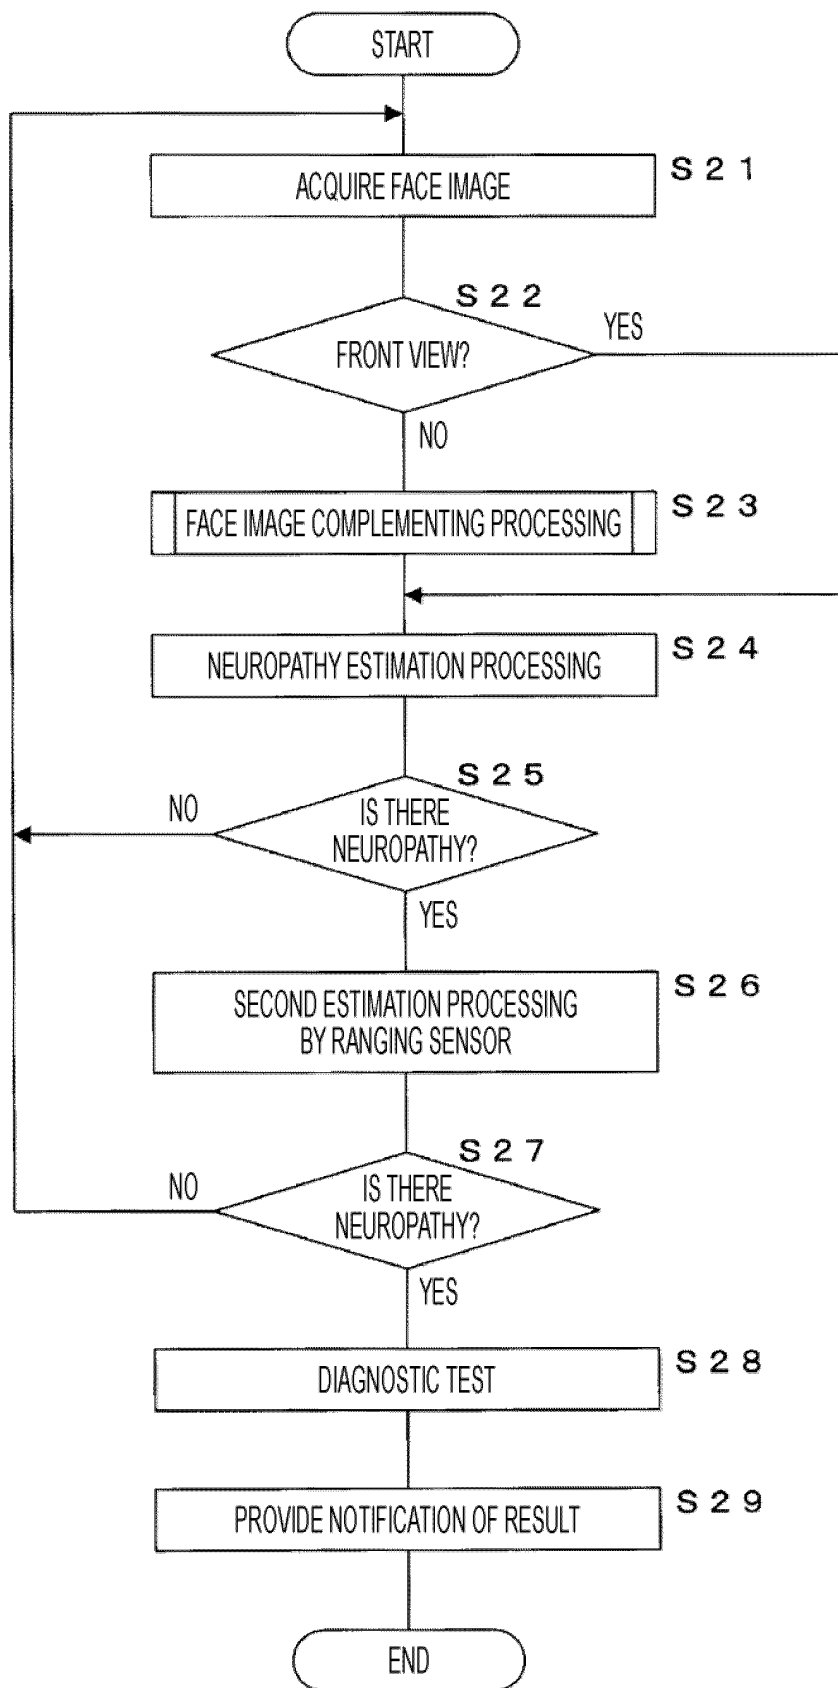 START
ACQUIRE FACE IMAGE
S21
S22
FRONT VIEW?
YES
NO
FACE IMAGE COMPLEMENTING PROCESSING
S23
NEUROPATHY ESTIMATION PROCESSING
S24
S25
IS THERE
NEUROPATHY?
NO
YES
SECOND ESTIMATION PROCESSING
BY RANGING SENSOR
S26
S27
IS THERE
NEUROPATHY?
NO
YES
DIAGNOSTIC TEST
S28
PROVIDE NOTIFICATION OF RESULT
S29
END